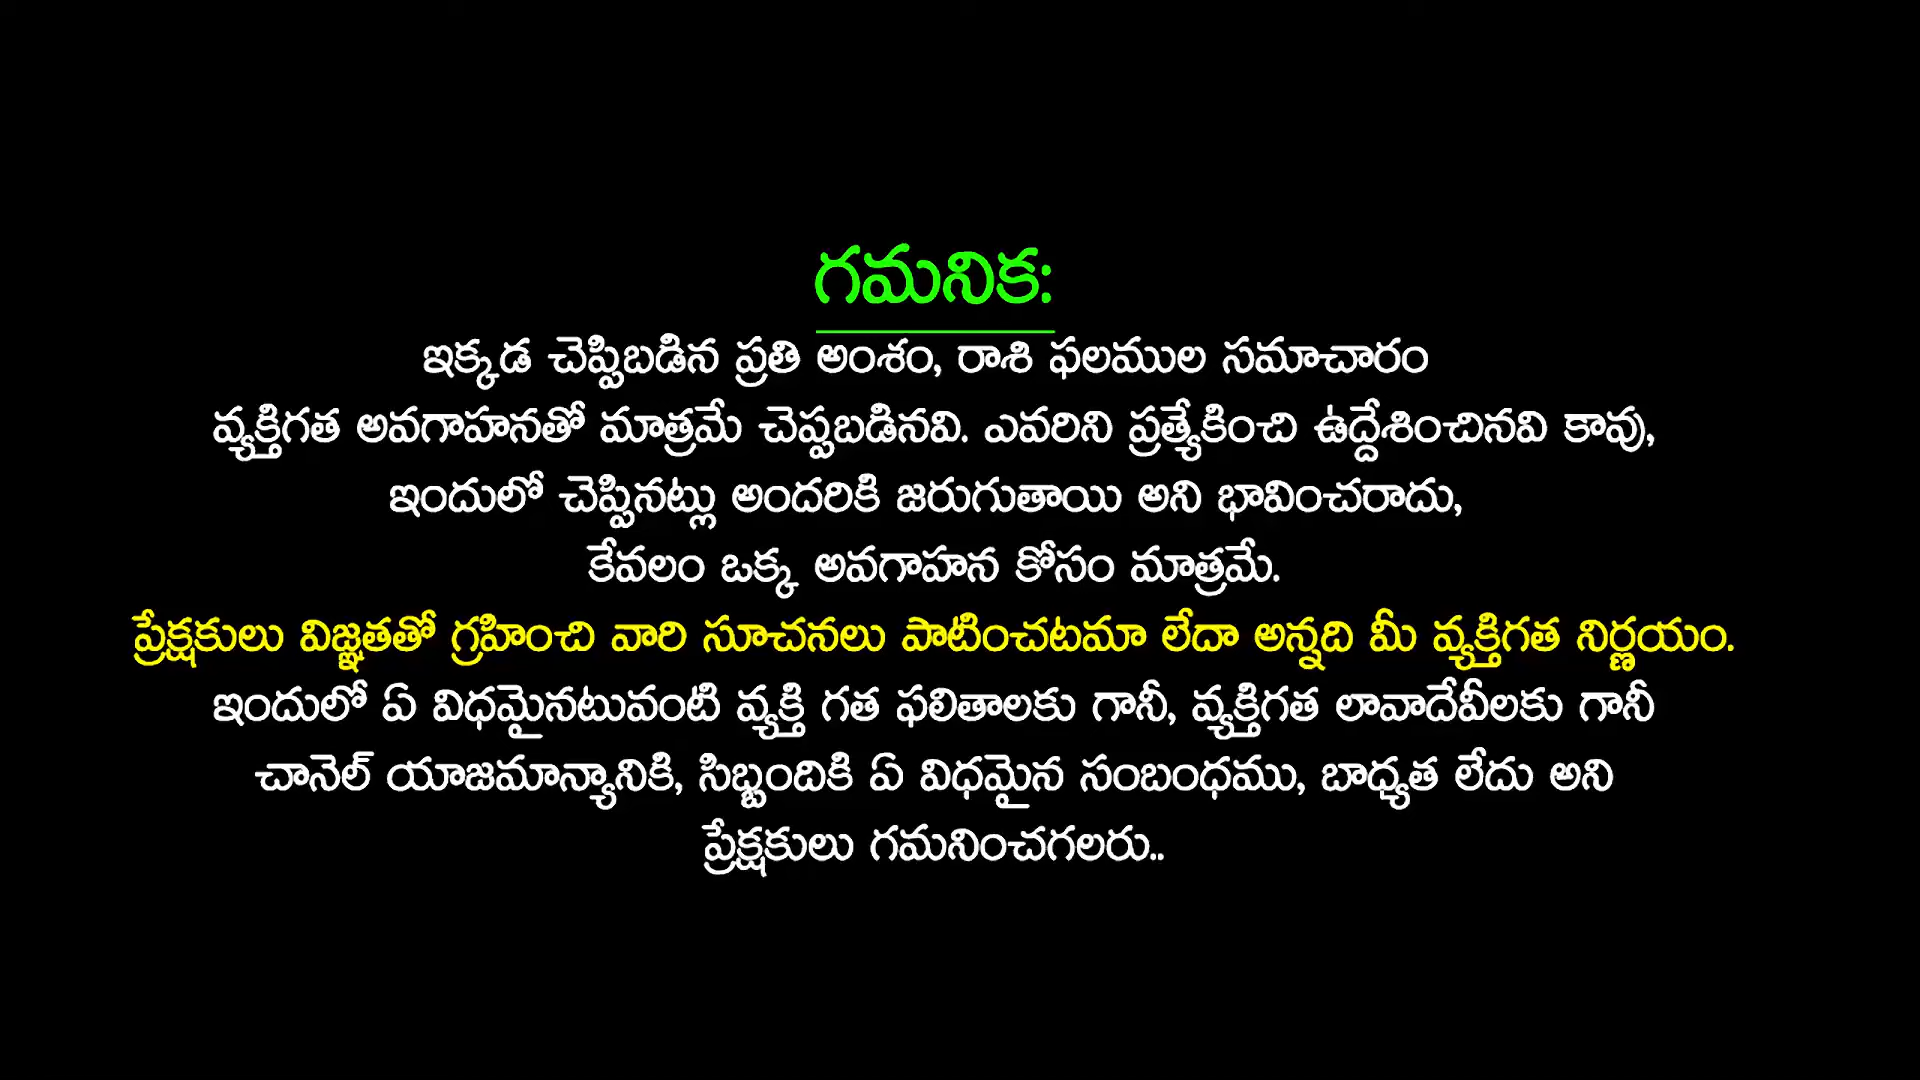 గమనిక:
ఇక్కడ చెప్పిబడిన ప్రతి అంశం, రాశి ఫలముల సమాచారం
వ్యక్తిగత అవగాహనతో మాత్రమే చెప్పబడినవి. ఎవరిని ప్రత్యేకించి ఉద్దేశించినవి కావు,
ఇందులో చెప్పినట్లు అందరికి జరుగుతాయి అని భావించరాదు,
కేవలం ఒక్క అవగాహన కోసం మాత్రమే.
ప్రేక్షకులు విజ్ఞతతో గ్రహించి వారి సూచనలు పాటించటమా లేదా అన్నది మీ వ్యక్తిగత నిర్ణయం.
ఇందులో ఏ విధమైనటువంటి వ్యక్తి గత ఫలితాలకు గానీ, వ్యక్తిగత లావాదేవీలకు గానీ
చానెల్ యాజమాన్యానికి, సిబ్బందికి ఏ విధమైన సంబంధము, బాధ్యత లేదు అని
ప్రేక్షకులు గమనించగలరు..